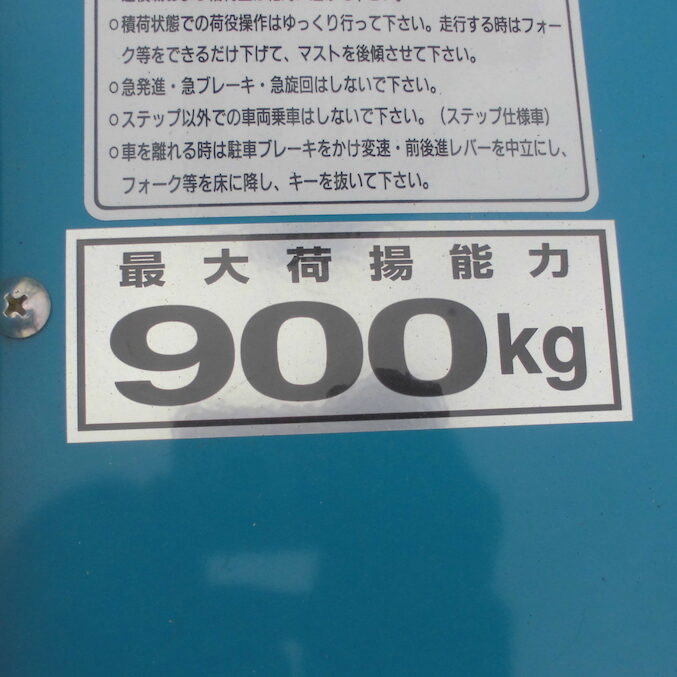 ○積荷状態での荷役操作はゆっくり行って下さい。走行する時はフォー
ク等をできるだけ下げて、マストを後傾させて下さい。
○急発進・急ブレーキ・急旋回はしないで下さい。
○ステップ以外での車両乗車はしないで下さい。（ステップ仕様車）
○車を離れる時は駐車ブレーキをかけ変速・前後進レバーを中立にし、
フォーク等を床に降し、キーを抜いて下さい。
最大荷揚能力
900kg